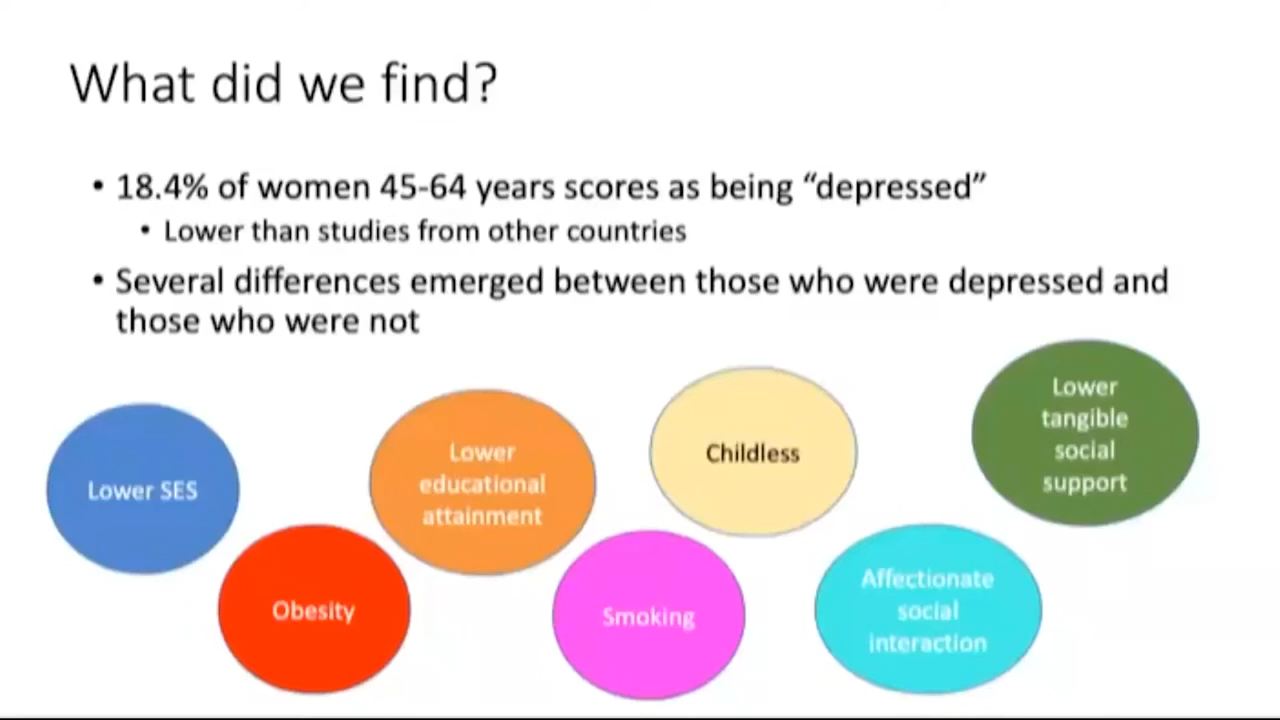 What did we find?
• 18.4% of women 45-64 years scores as being “depressed”
• Lower than studies from other countries
• Several differences emerged between those who were depressed and
those who were not
Lower SES
Obesity
Lower
educational
attainment
Smoking
Childless
Affectionate
social
interaction
Lower
tangible
social
support